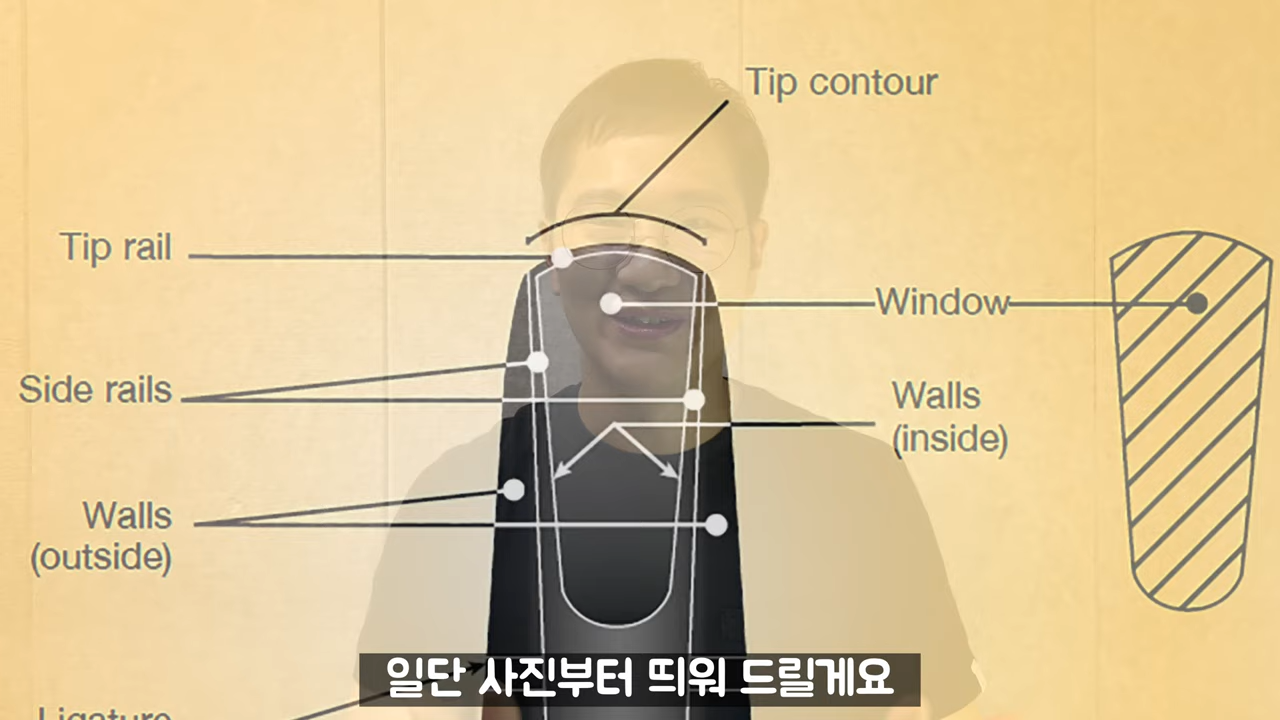 Tip contour
Tip rail
Window
Side rails
Walls
(inside)
Walls
(outside)
Ligature
일단 사진부터 띄워 드릴게요